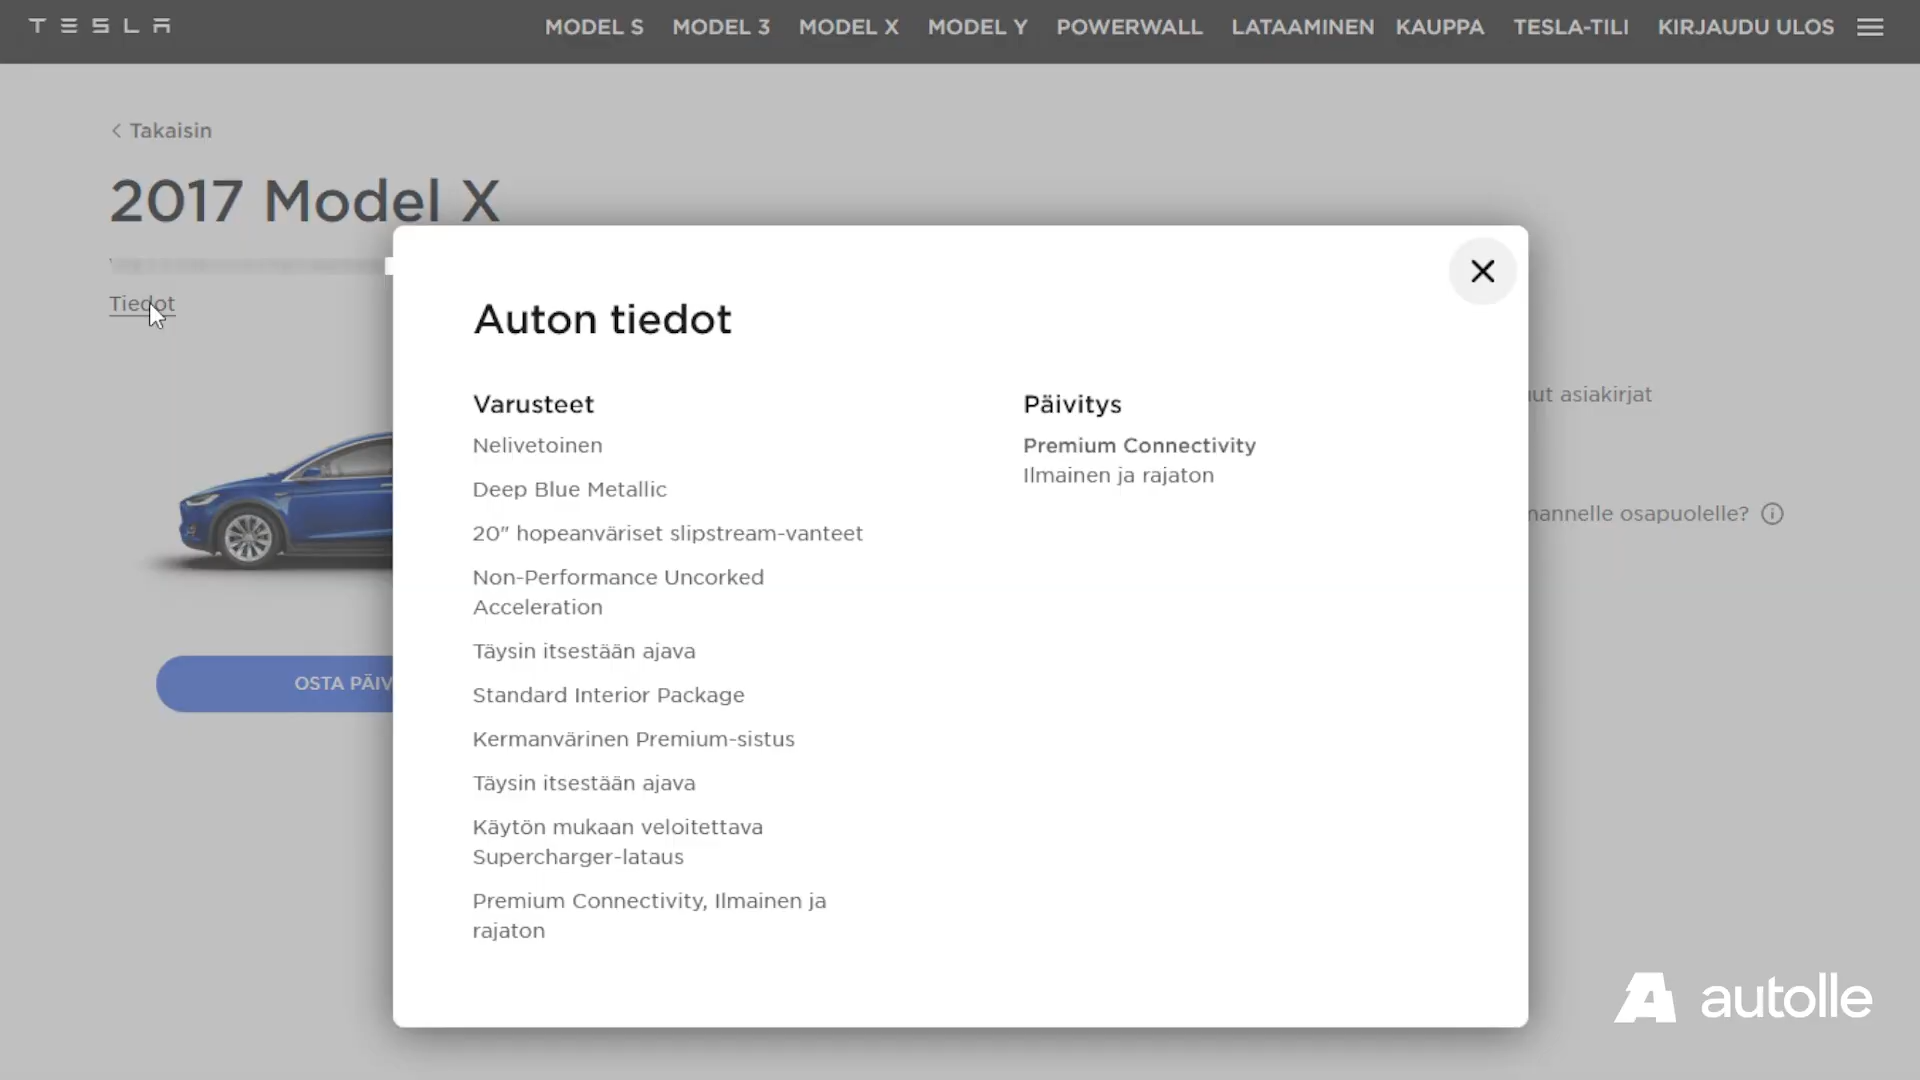 TESLA
MODEL S MODEL 3 MODEL X MODEL Y POWERWALL LATAAMINEN KAUPPA TESLA-TILI KIRJAUDU ULOS
Takaisin
2017 Model X
Tiedot
OSTA
Auton tiedot
Varusteet
Nelivetoinen
Deep Blue Metallic
20" hopeanväriset slipstream-vanteet
Non-Performance Uncorked
Acceleration
Täysin itsestään ajava
Standard Interior Package
Kermanvärinen Premium-sistus
Täysin itsestään ajava
Käytön mukaan veloitettava
Supercharger-lataus
Premium Connectivity, Ilmainen ja
rajaton
Päivitys
Premium Connectivity
Ilmainen ja rajaton
asiakirjat
osapuolelle?
autolle